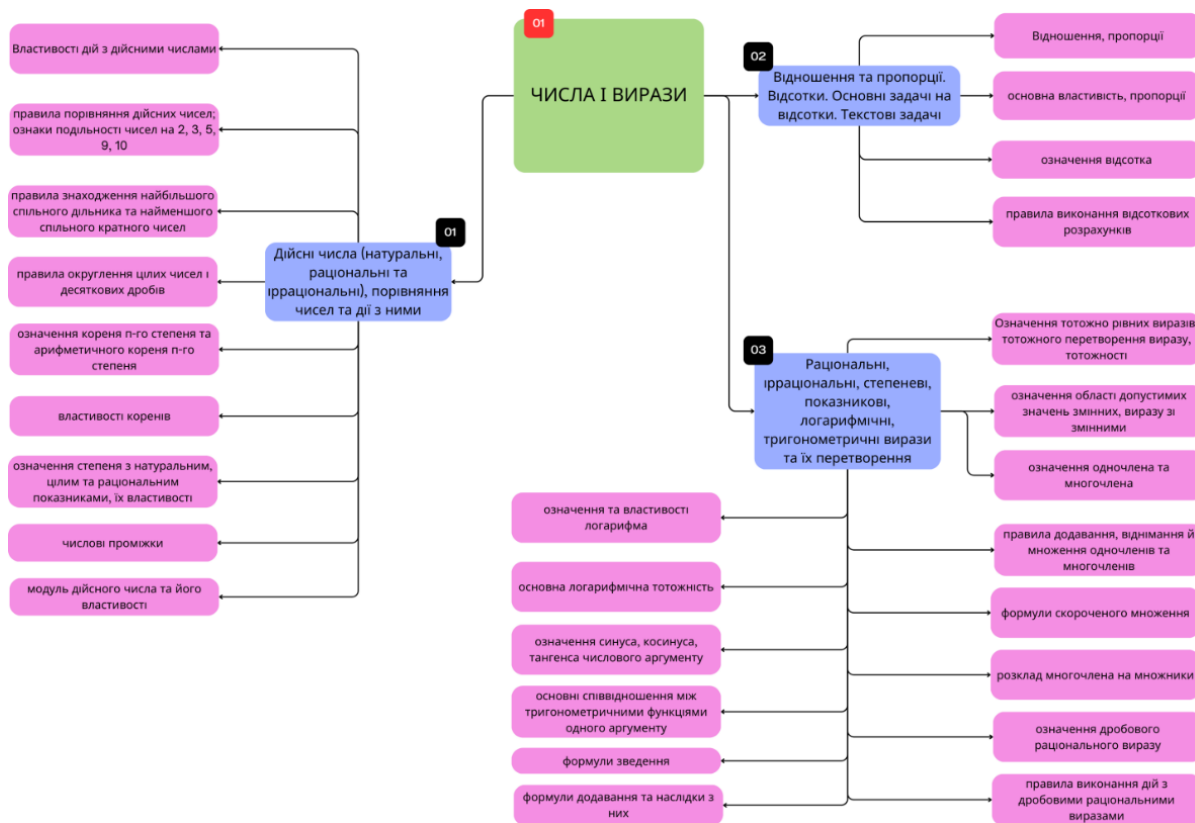 01
ЧИСЛА І ВИРАЗИ
01
Дійсні числа (натуральні,
раціональні та
ірраціональні), порівняння
чисел та дії з ними
Властивості дій з дійсними числами
правила порівняння дійсних чисел;
ознаки подільності чисел на 2, 3, 5,
9, 10
правила знаходження найбільшого
спільного дільника та найменшого
спільного кратного чисел
правила округлення цілих чисел і
десяткових дробів
означення кореня n-го степеня та
арифметичного кореня n-го
степеня
властивості коренів
означення степеня з натуральним,
цілим та раціональним
показниками, їх властивості
числові проміжки
модуль дійсного числа та його
властивості
02
Відношення та пропорції.
Відсотки. Основні задачі на
відсотки. Текстові задачі
Відношення, пропорції
основна властивість, пропорції
означення відсотка
правила виконання відсоткових
розрахунків
03
Раціональні,
ірраціональні, степеневі,
показникові,
логарифмічні,
тригонометричні вирази
та їх перетворення
Означення тотожно рівних виразів,
тотожного перетворення виразу,
тотожності
означення області допустимих
значень змінних, виразу зі
змінними
означення одночлена та
многочлена
правила додавання, віднімання й
множення одночленів та
многочленів
формули скороченого множення
розклад многочлена на множники
означення дробового
раціонального виразу
правила виконання дій з
дробовими раціональними
виразами
означення та властивості
логарифма
основна логарифмічна тотожність
означення синуса, косинуса,
тангенса числового аргументу
основні співвідношення між
тригонометричними функціями
одного аргументу
формули зведення
формули додавання та наслідки з
них